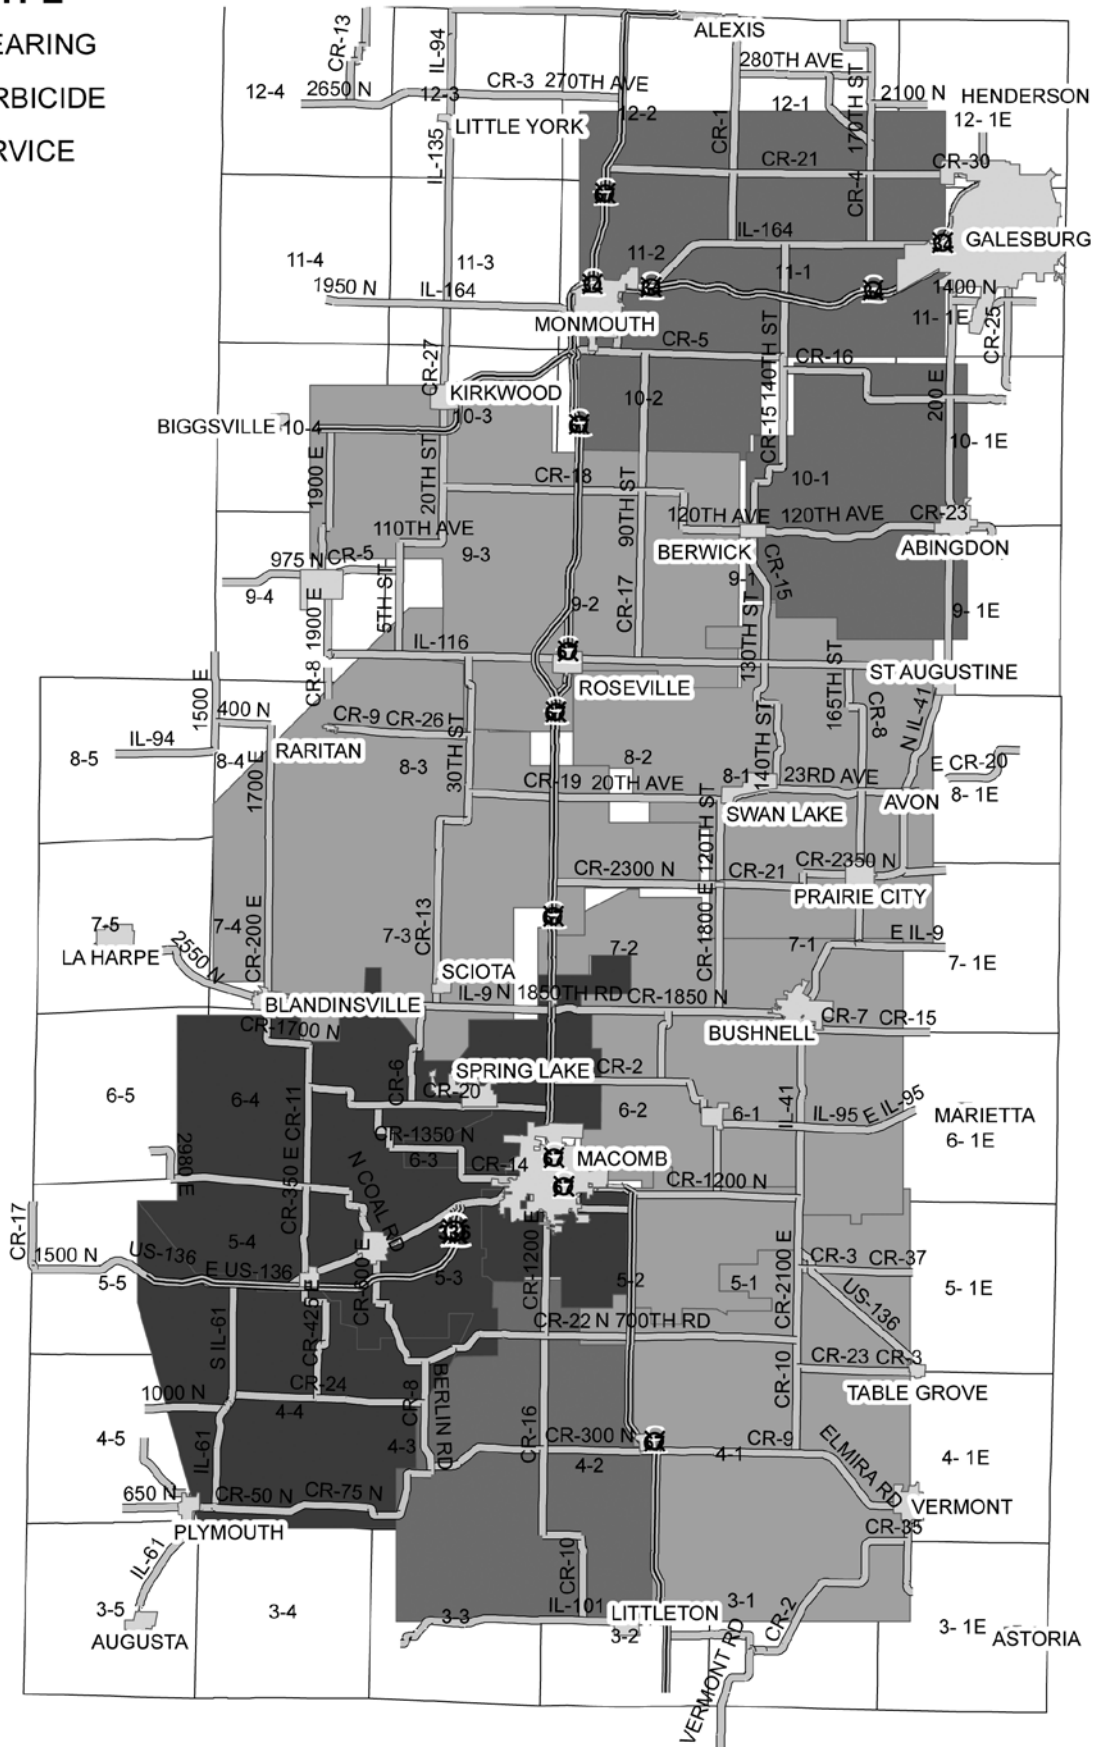 EARING
RBICIDE
RVICE
ALEXIS
CR-13
IL-94
280TH AVE
12-4
2650 N
12-3
CR-3
270TH AVE
12-2
12-1
170TH ST
2100 N
HENDERSON
12- 1E
LITTLE YORK
IL-135
CR-1
CR-21
CR-4
CR-30
67
IL-164
34
GALESBURG
11-4
11-3
11-2
11-1
1950 N
IL-164
34
34
34
1400 N
11- 1E
CR-25
MONMOUTH
CR-27
CR-5
140TH ST
CR-16
KIRKWOOD
10-3
10-2
200 E
BIGGSVILLE
10-4
67
CR-15
10- 1E
1900 E
20TH ST
CR-18
90TH ST
10-1
110TH AVE
120TH AVE
120TH AVE
CR-23
BERWICK
ABINGDON
975 N
CR-5
9-3
9-4
5TH ST
9-2
CR-17
9-1
CR-15
9- 1E
1900 E
130TH ST
IL-116
67
CR-8
165TH ST
ST AUGUSTINE
ROSEVILLE
1500 E
400 N
CR-9
CR-26
67
140TH ST
CR-8
N IL-41
IL-94
8-5
8-4
RARITAN
8-3
30TH ST
8-2
1700 E
CR-19
20TH AVE
8-1
23RD AVE
E CR-20
8- 1E
AVON
SWAN LAKE
120TH ST
CR-2300 N
CR-21
CR-2350 N
PRAIRIE CITY
CR-1800 E
7-5
7-4
CR-200 E
7-3
CR-13
67
7-2
7-1
E IL-9
7- 1E
LA HARPE
2550 N
SCIOTA
BLANDINSVILLE
IL-9
N 1850TH RD
CR-1850 N
CR-7
CR-15
BUSHNELL
CR-1700 N
SPRING LAKE
CR-2
6-5
6-4
CR-11
CR-6
CR-20
6-2
6-1
IL-41
IL-95
E IL-95
MARIETTA
6- 1E
CR-1350 N
6-3
CR-14
67
MACOMB
2980 E
CR-350 E
N COAL RD
67
CR-1200 N
CR-17
1500 N
US-136
5-4
E US-136
136
5-3
CR-1200 E
5-2
5-1
CR-2100 E
CR-3
CR-37
5-5
5- 1E
US-136
CR-800 E
CR-22
N 700TH RD
S IL-61
CR-10
CR-23
CR-3
TABLE GROVE
1000 N
CR-24
CR-8
BERLIN RD
4-4
4-3
CR-16
CR-300 N
67
CR-9
4-5
IL-61
4-2
4-1
ELMIRA RD
4- 1E
650 N
CR-50 N
CR-75 N
VERMONT
PLYMOUTH
CR-35
IL-61
CR-10
3-5
3-4
3-3
IL-101
LITTLETON
3-2
3-1
CR-2
3- 1E
ASTORIA
AUGUSTA
VERMONT RD